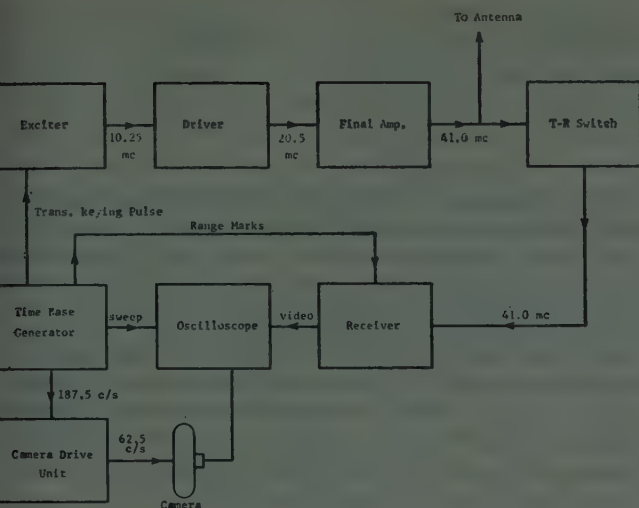 To Antenna
Exciter
Driver
Final Amp.
T-R Switch
10.25
mc
20.5
mc
41.0 mc
Trans. keying Pulse
Range Marks
Time Base
Generator
sweep
Oscilloscope
video
Receiver
41.0 mc
187.5 c/s
Camera Drive
Unit
62.5
c/s
Camera